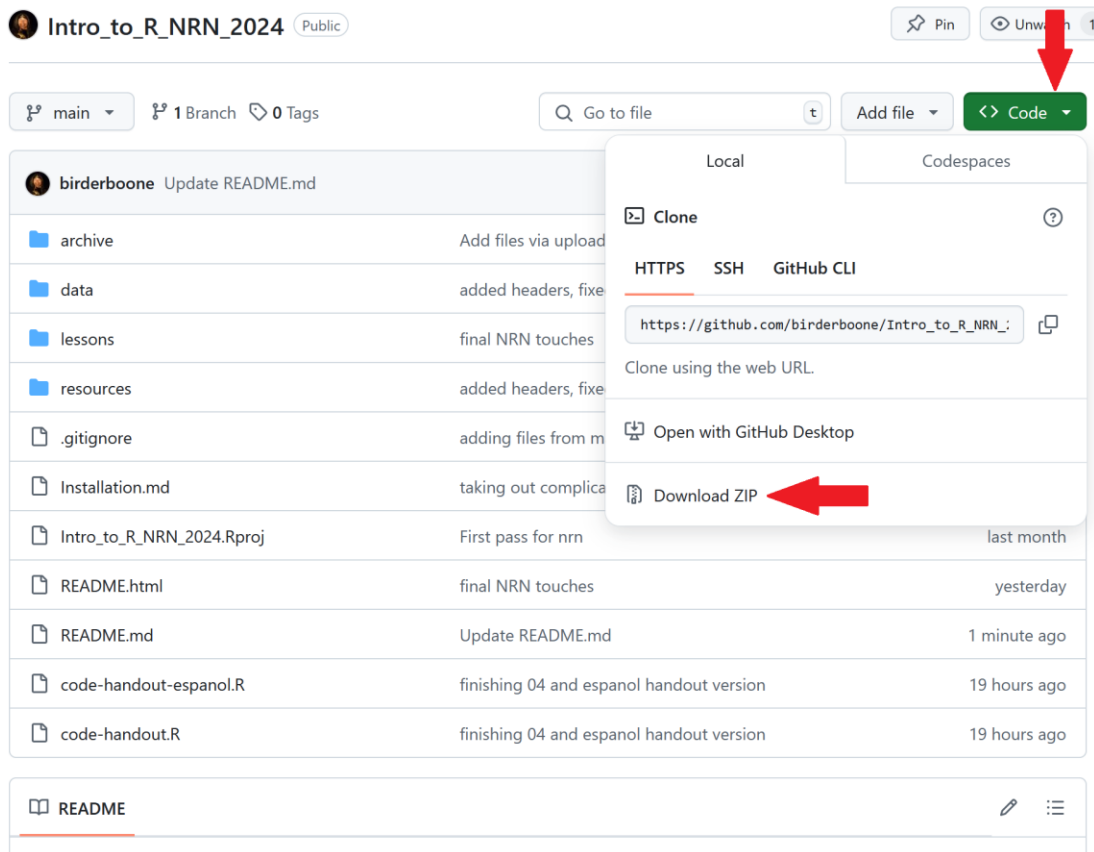 Intro_to_R_NRN_2024 Public Pin
main 1 Branch 0 Tags Go to file t Add file <> Code
birderboone Update README.md
Local Codespaces
Clone
HTTPS SSH GitHub CLI
https://github.com/birderboone/Intro_to_R_NRN_
Clone using the web URL.
Open with GitHub Desktop
Download ZIP
archive Add files via upload
data added headers,
lessons final NRN touches
resources added headers,
.gitignore adding files from
Installation.md taking out
Intro_to_R_NRN_2024.Rproj First pass for nrn last month
README.html final NRN touches yesterday
README.md Update README.md 1 minute ago
code-handout-espanol.R finishing 04 and espanol handout version 19 hours ago
code-handout.R finishing 04 and espanol handout version 19 hours ago
README